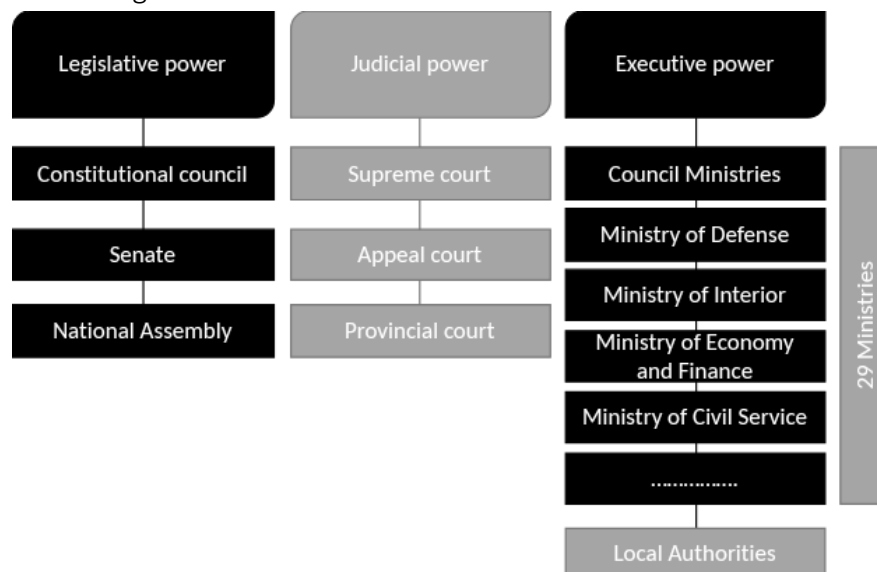 Legislative power
Constitutional council
Senate
National Assembly
Judicial power
Supreme court
Appeal court
Provincial court
Executive power
Council Ministries
Ministry of Defense
Ministry of Interior
Ministry of Economy
and Finance
Ministry of Civil Service
................
Local Authorities
29 Ministries